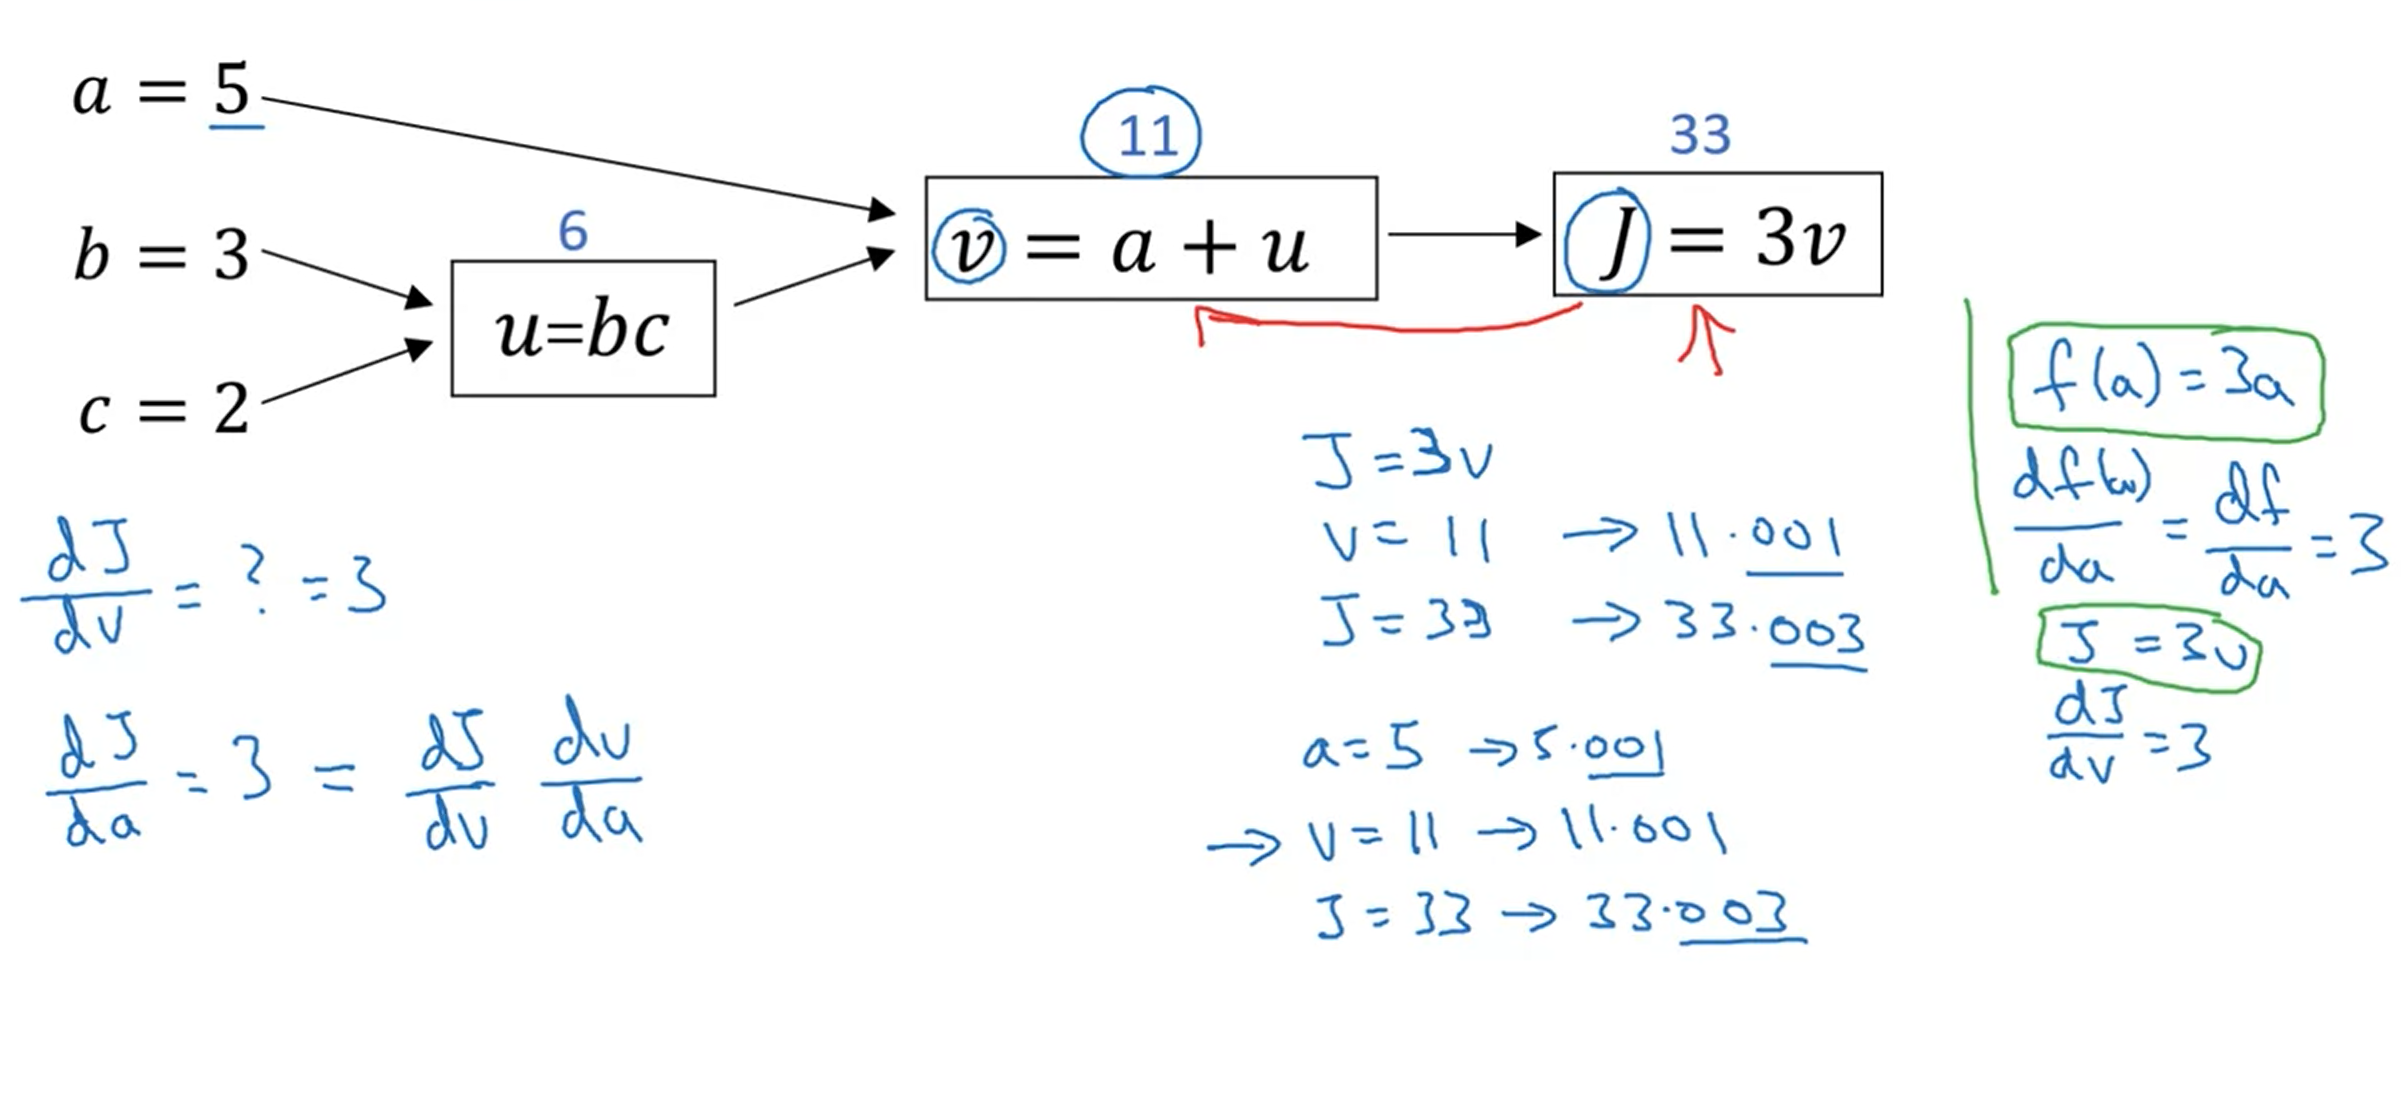 a = 5
b = 3
c = 2
6
u=bc
11
v = a + u
33
J = 3v
dJ/dv = ? = 3
dJ/da = 3 = dJ/dv dv/da
J = 3v
v = 11 → 11.001
J = 33 → 33.003
a = 5 → 5.001
→ v = 11 → 11.001
J = 33 → 33.003
f(a) = 3a
df(a)/da = df/da = 3
J = 3v
dJ/dv = 3